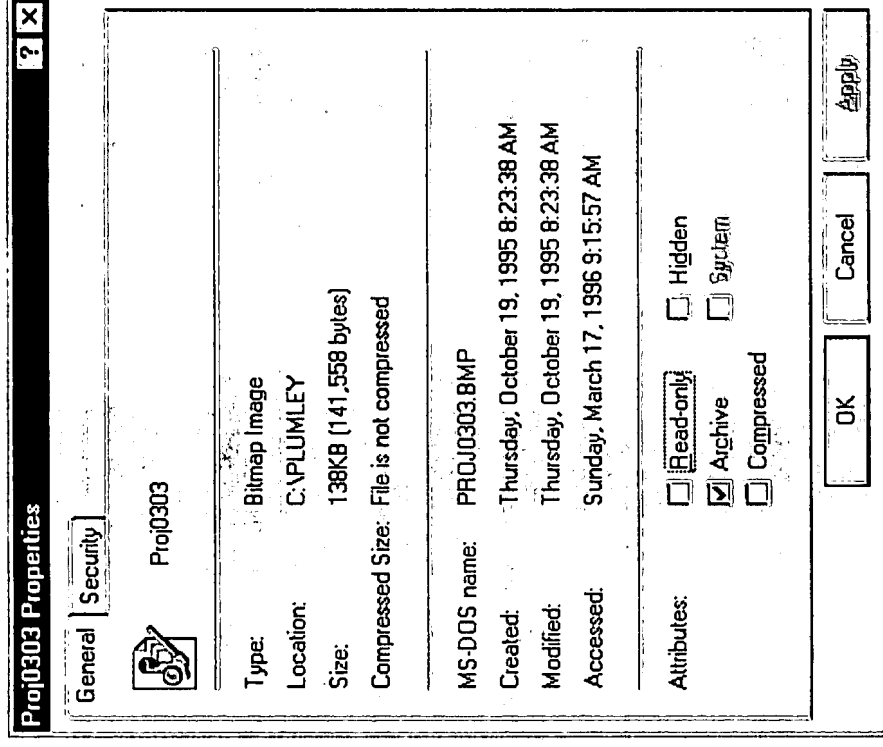 Proj0303 Properties
General Security
Proj0303
Type: Bitmap Image
Location: C:\PLUMLEY
Size: 138KB (141,558 bytes)
Compressed Size: File is not compressed
MS-DOS name: PROJ0303.BMP
Created: Thursday, October 19, 1995 8:23:38 AM
Modified: Thursday, October 19, 1995 8:23:38 AM
Accessed: Sunday, March 17, 1996 9:15:57 AM
Attributes: Read-only Hidden
Archive System
Compressed
OK Cancel Apply